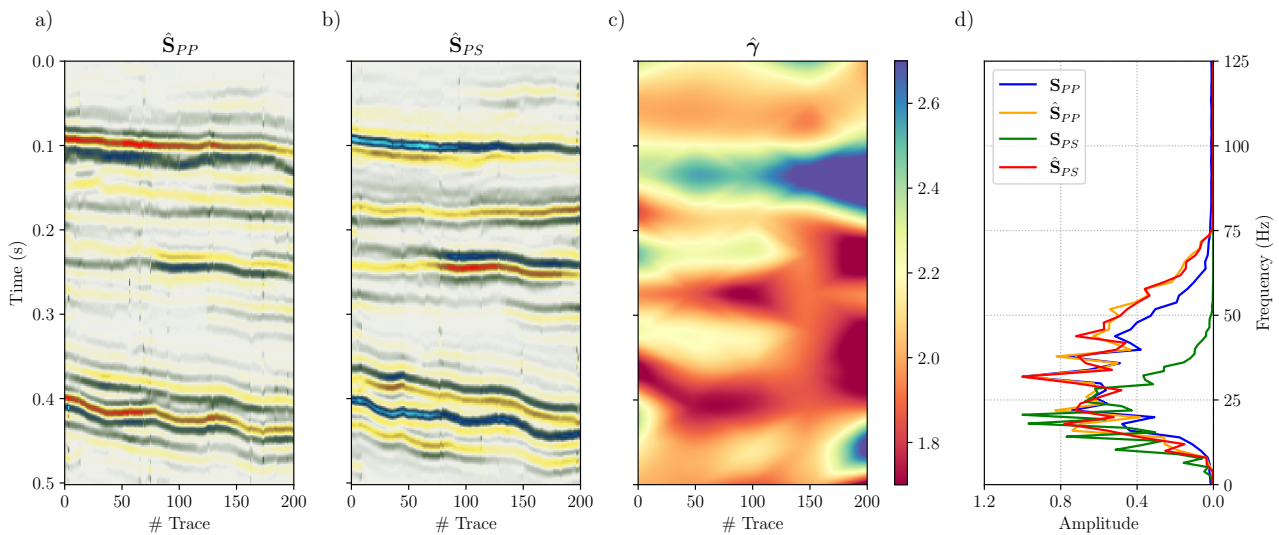 a) b) c) d)
Ŝ_PP Ŝ_PS γ̂
0.0
0.1
0.2
0.3
0.4
0.5
Time (s)
0 50 100 150 200
# Trace
0 50 100 150 200
# Trace
0 50 100 150 200
# Trace
2.6
2.4
2.2
2.0
1.8
S_PP
Ŝ_PP
S_PS
Ŝ_PS
125
100
75
50
25
0
Frequency (Hz)
1.2 0.8 0.4 0.0
Amplitude